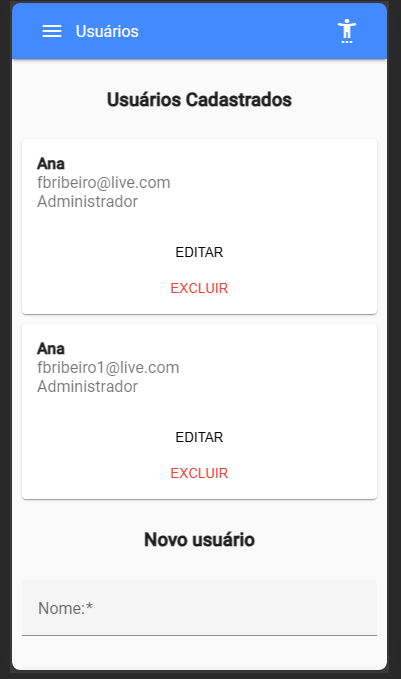 Usuários
Usuários Cadastrados
Ana
fbribeiro@live.com
Administrador
EDITAR
EXCLUIR
Ana
fbribeiro1@live.com
Administrador
EDITAR
EXCLUIR
Novo usuário
Nome:*